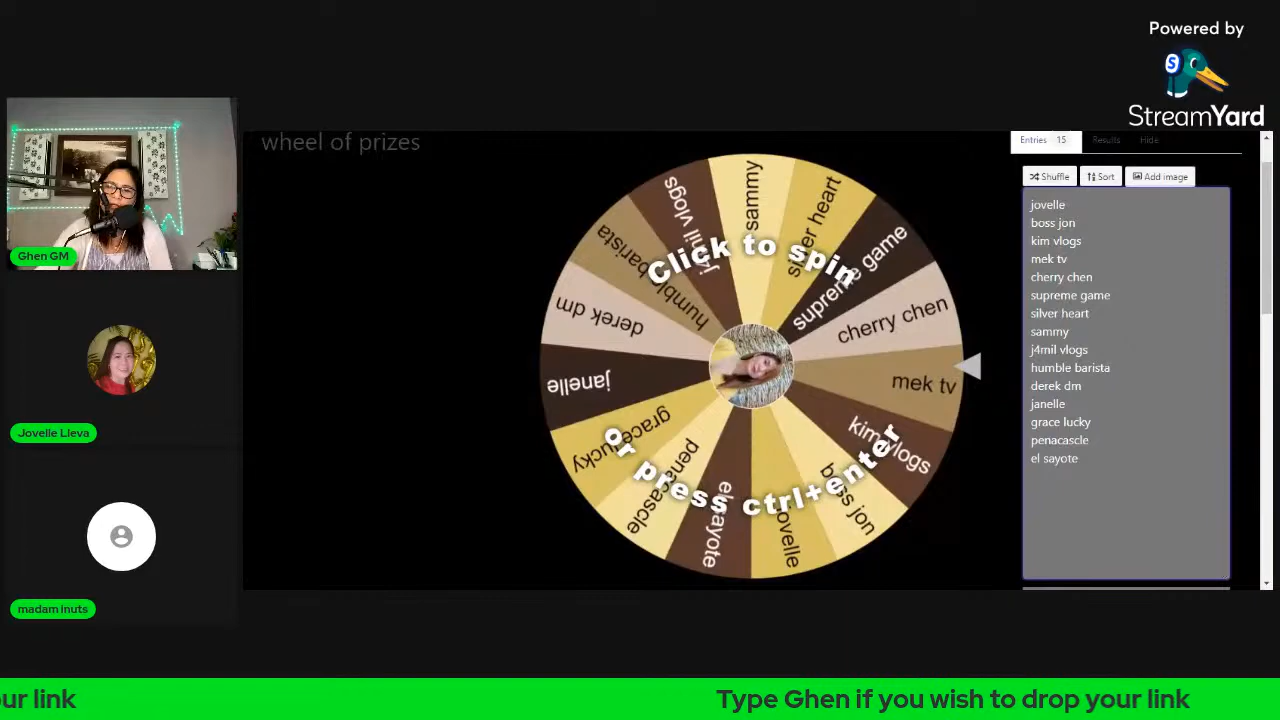 Powered by
S
StreamYard
Ghen GM
Jovelle Lleva
madam inuts
wheel of prizes
Click to spin
or press ctrl+enter
sammy
silver heart
supreme game
cherry chen
mek tv
kim vlogs
boss jon
jovelle
el sayote
penacascle
grace lucky
janelle
derek dm
humble barista
j4mil vlogs
Entries 15 Results Hide
Shuffle Sort Add image
jovelle
boss jon
kim vlogs
mek tv
cherry chen
supreme game
silver heart
sammy
j4mil vlogs
humble barista
derek dm
janelle
grace lucky
penacascle
el sayote
ur link Type Ghen if you wish to drop your link